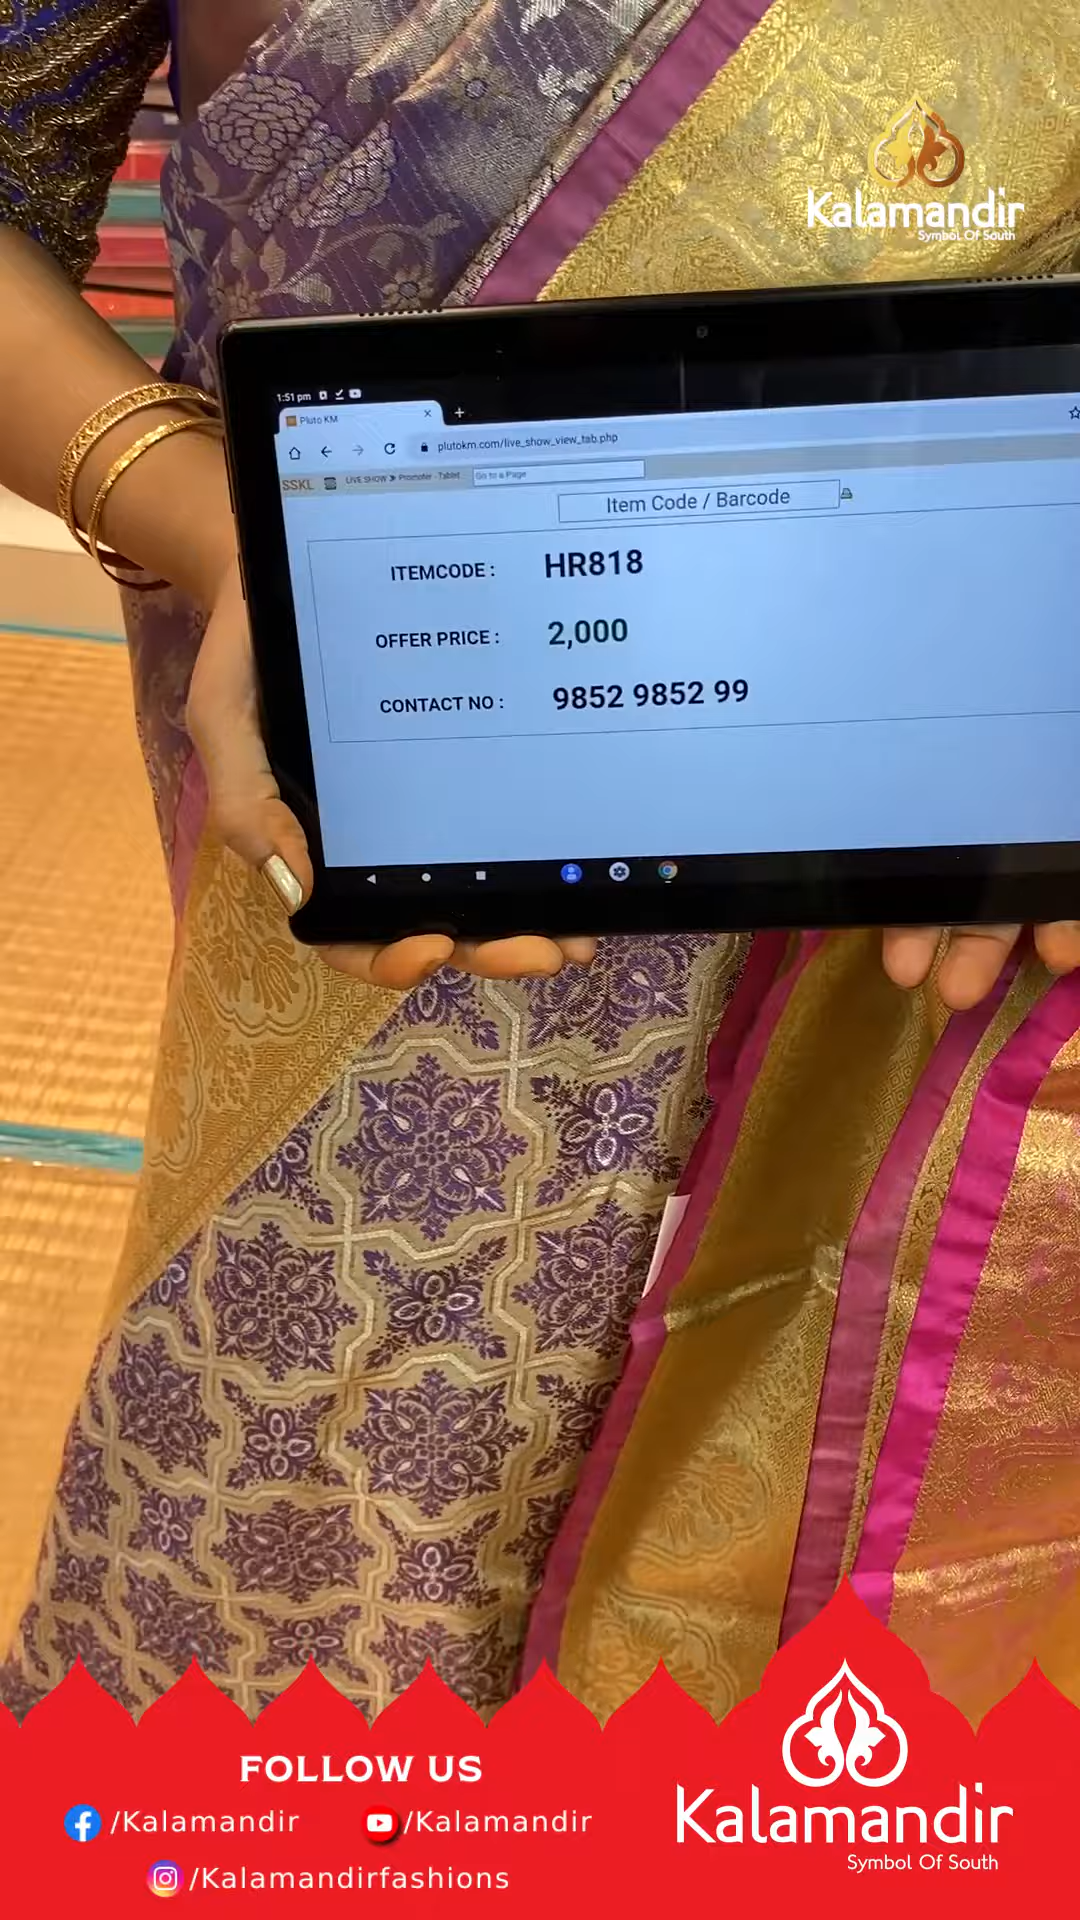 Kalamandir
Symbol Of South
1:51 pm
Pluto KM
plutokm.com/live_show_view_tab.php
SSKL LIVE SHOW Promoter - Tablet Go to a Page
Item Code / Barcode
ITEMCODE : HR818
OFFER PRICE : 2,000
CONTACT NO : 9852 9852 99
FOLLOW US
/Kalamandir /Kalamandir
/Kalamandirfashions
Kalamandir
Symbol Of South